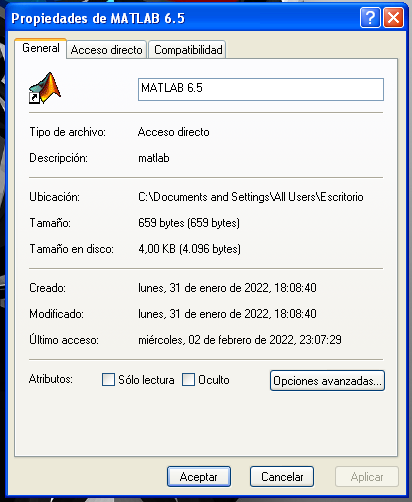 Propiedades de MATLAB 6.5
General Acceso directo Compatibilidad
MATLAB 6.5
Tipo de archivo: Acceso directo
Descripción: matlab
Ubicación: C:\Documents and Settings\All Users\Escritorio
Tamaño: 659 bytes (659 bytes)
Tamaño en disco: 4,00 KB (4.096 bytes)
Creado: lunes, 31 de enero de 2022, 18:08:40
Modificado: lunes, 31 de enero de 2022, 18:08:40
Último acceso: miércoles, 02 de febrero de 2022, 23:07:29
Atributos: Sólo lectura Oculto Opciones avanzadas...
Aceptar Cancelar Aplicar